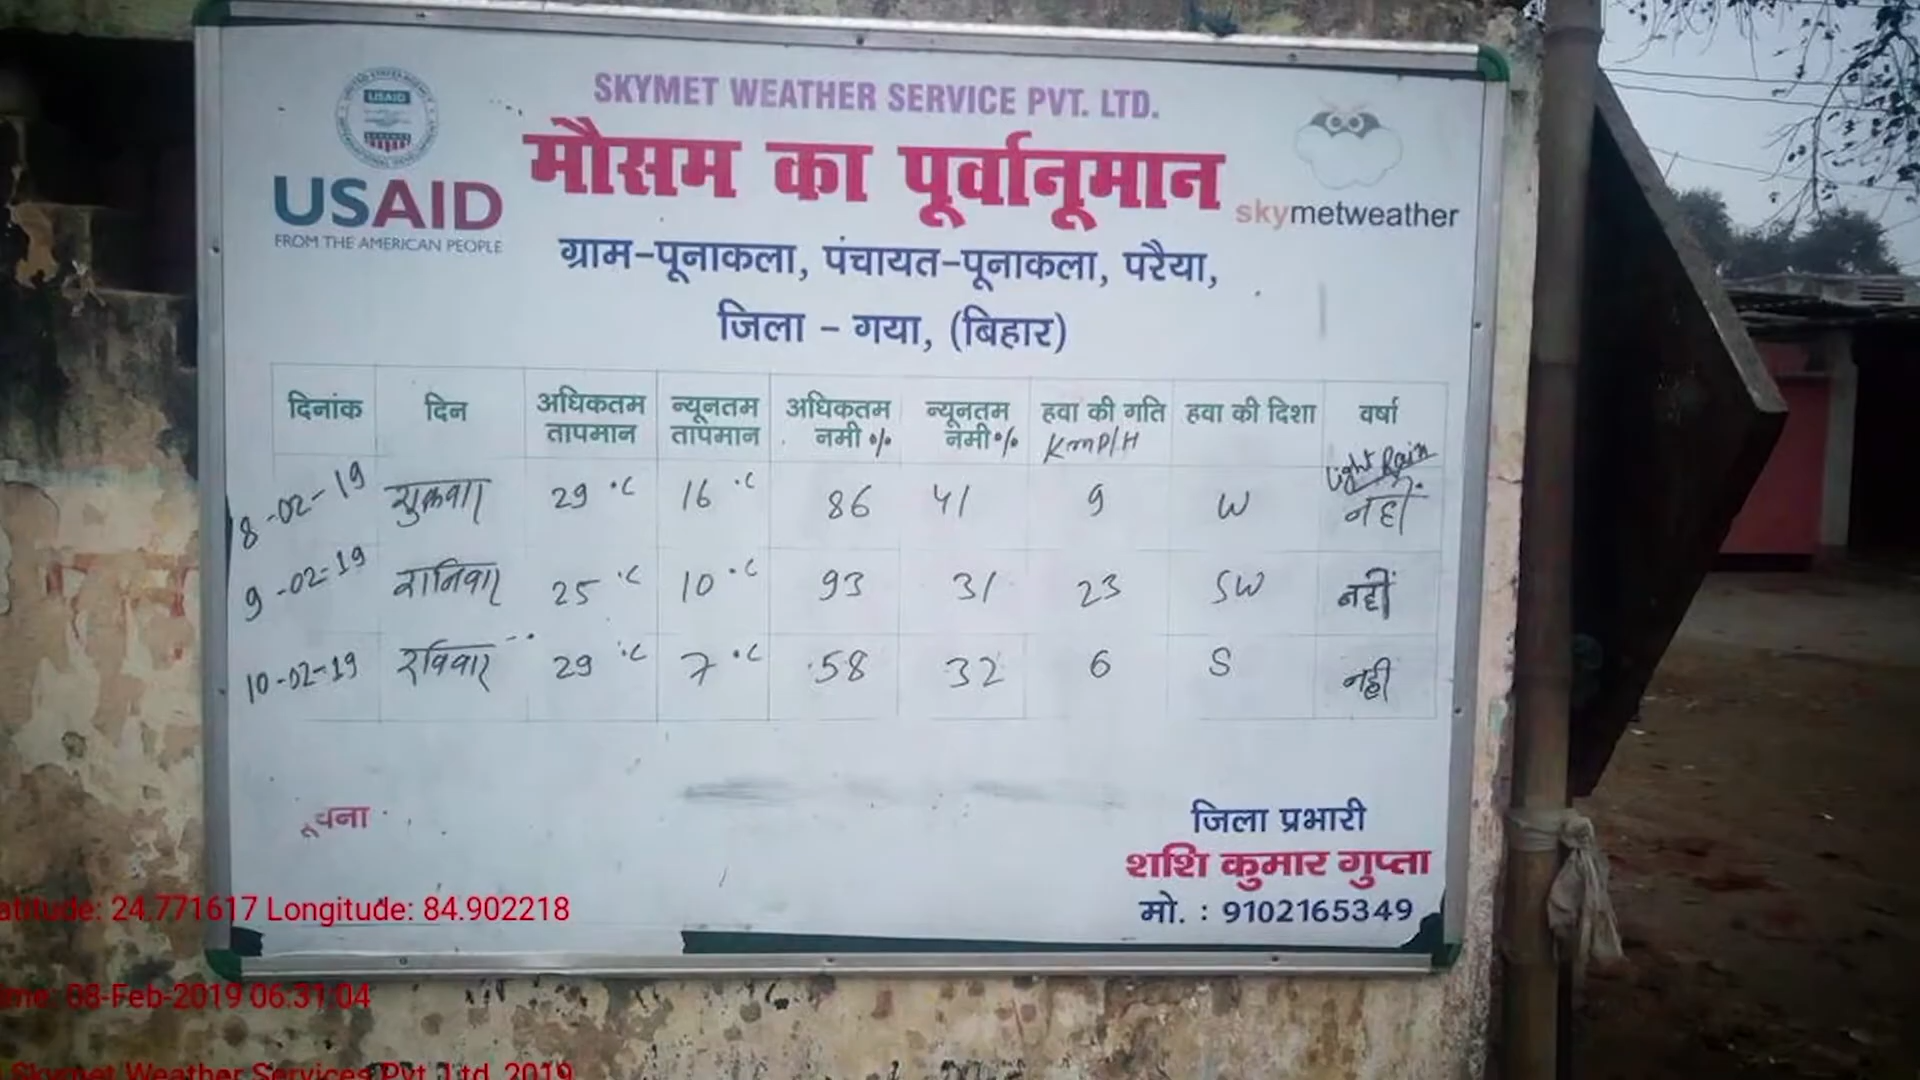 SKYMET WEATHER SERVICE PVT. LTD.
USAID
USAID
FROM THE AMERICAN PEOPLE
मौसम का पूर्वानूमान
skymetweather
ग्राम-पूनाकला, पंचायत-पूनाकला, परैया,
जिला - गया, (बिहार)
दिनांक दिन अधिकतम तापमान न्यूनतम तापमान अधिकतम नमी % न्यूनतम नमी % हवा की गति KmP/H हवा की दिशा वर्षा
8-02-19 शुक्रवार 29 °C 16 °C 86 41 9 W Light Rain नहीं
9-02-19 शनिवार 25 °C 10 °C 93 31 23 SW नहीं
10-02-19 रविवार 29 °C 7 °C 58 32 6 S नहीं
चना
जिला प्रभारी
शशि कुमार गुप्ता
मो. : 9102165349
atitude: 24.771617 Longitude: 84.902218
ime: 08-Feb-2019 06:31:04
Skymet Weather Services Pvt. Ltd. 2019